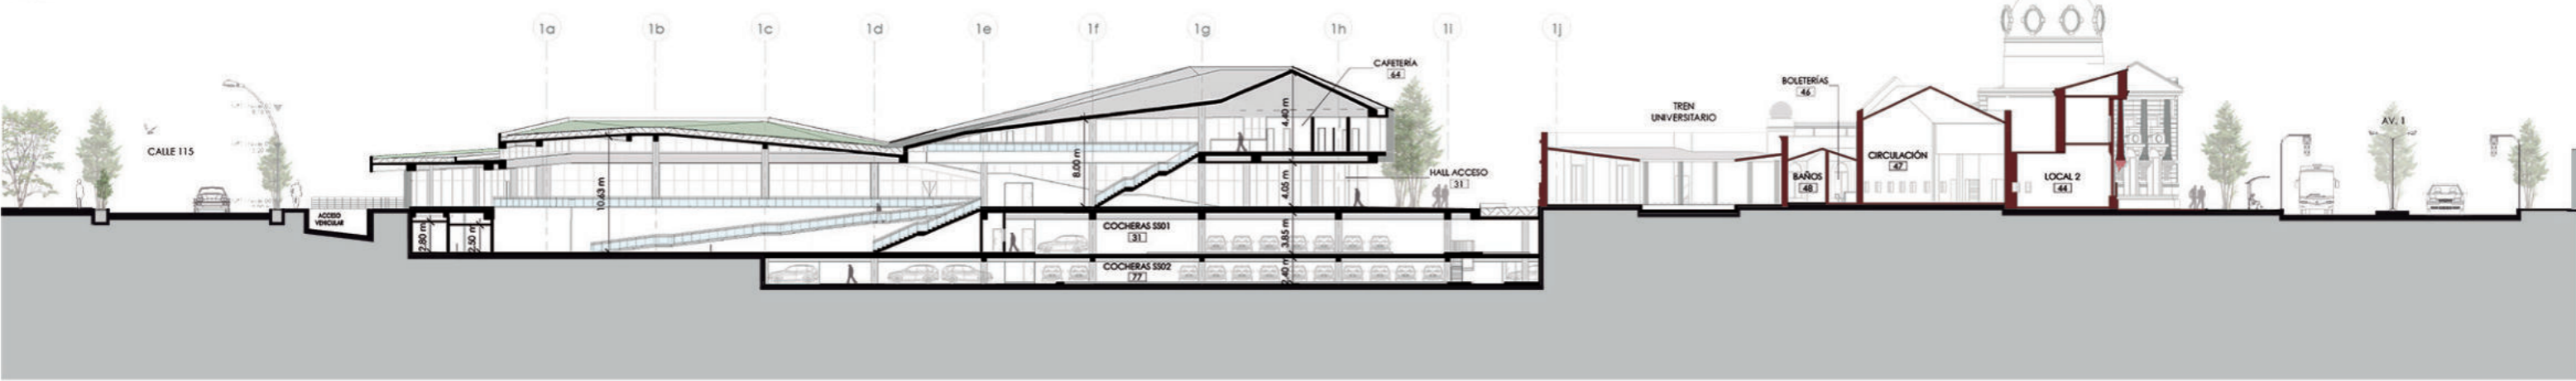 1a
1b
1c
1d
1e
1f
1g
1h
1i
1j
CAFETERÍA
64
BOLETERÍAS
46
TREN
UNIVERSITARIO
AV. 1
CALLE 115
4.40 m
8.00 m
10.63 m
4.05 m
HALL ACCESO
31
BAÑOS
48
CIRCULACIÓN
47
LOCAL 2
44
ACCESO
VEHICULAR
2.80 m
2.50 m
COCHERAS SS01
31
3.85 m
COCHERAS SS02
77
2.40 m